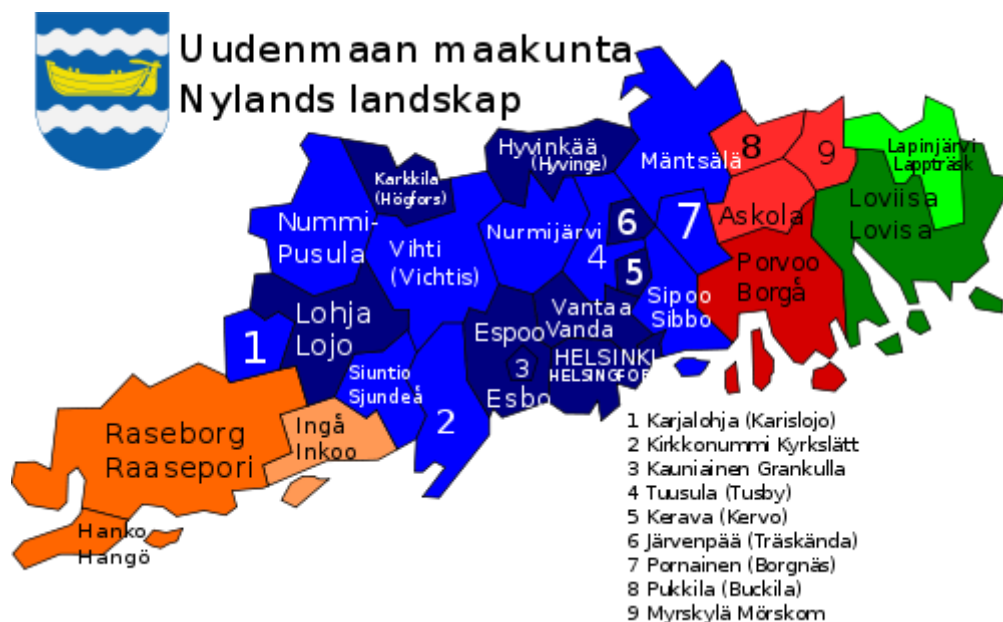 Uudenmaan maakunta
Nylands landskap
Hyvinkää
(Hyvinge)
Karkkila
(Högfors)
Mäntsälä
8
9
Lapinjärvi
Lappträsk
Nummi-
Pusula
Vihti
(Vichtis)
Nurmijärvi
4
6
5
7
Askola
Loviisa
Lovisa
Porvoo
Borgå
Sipoo
Sibbo
Vantaa
Vanda
Espoo
3
Esbo
HELSINKI
HELSINGFOR
Lohja
Lojo
1
Siuntio
Sjundeå
2
Ingå
Inkoo
Raseborg
Raasepori
Hanko
Hangö
1 Karjalohja (Karislojo)
2 Kirkkonummi Kyrkslätt
3 Kauniainen Grankulla
4 Tuusula (Tusby)
5 Kerava (Kervo)
6 Järvenpää (Träskända)
7 Pornainen (Borgnäs)
8 Pukkila (Buckila)
9 Myrskylä Mörskom